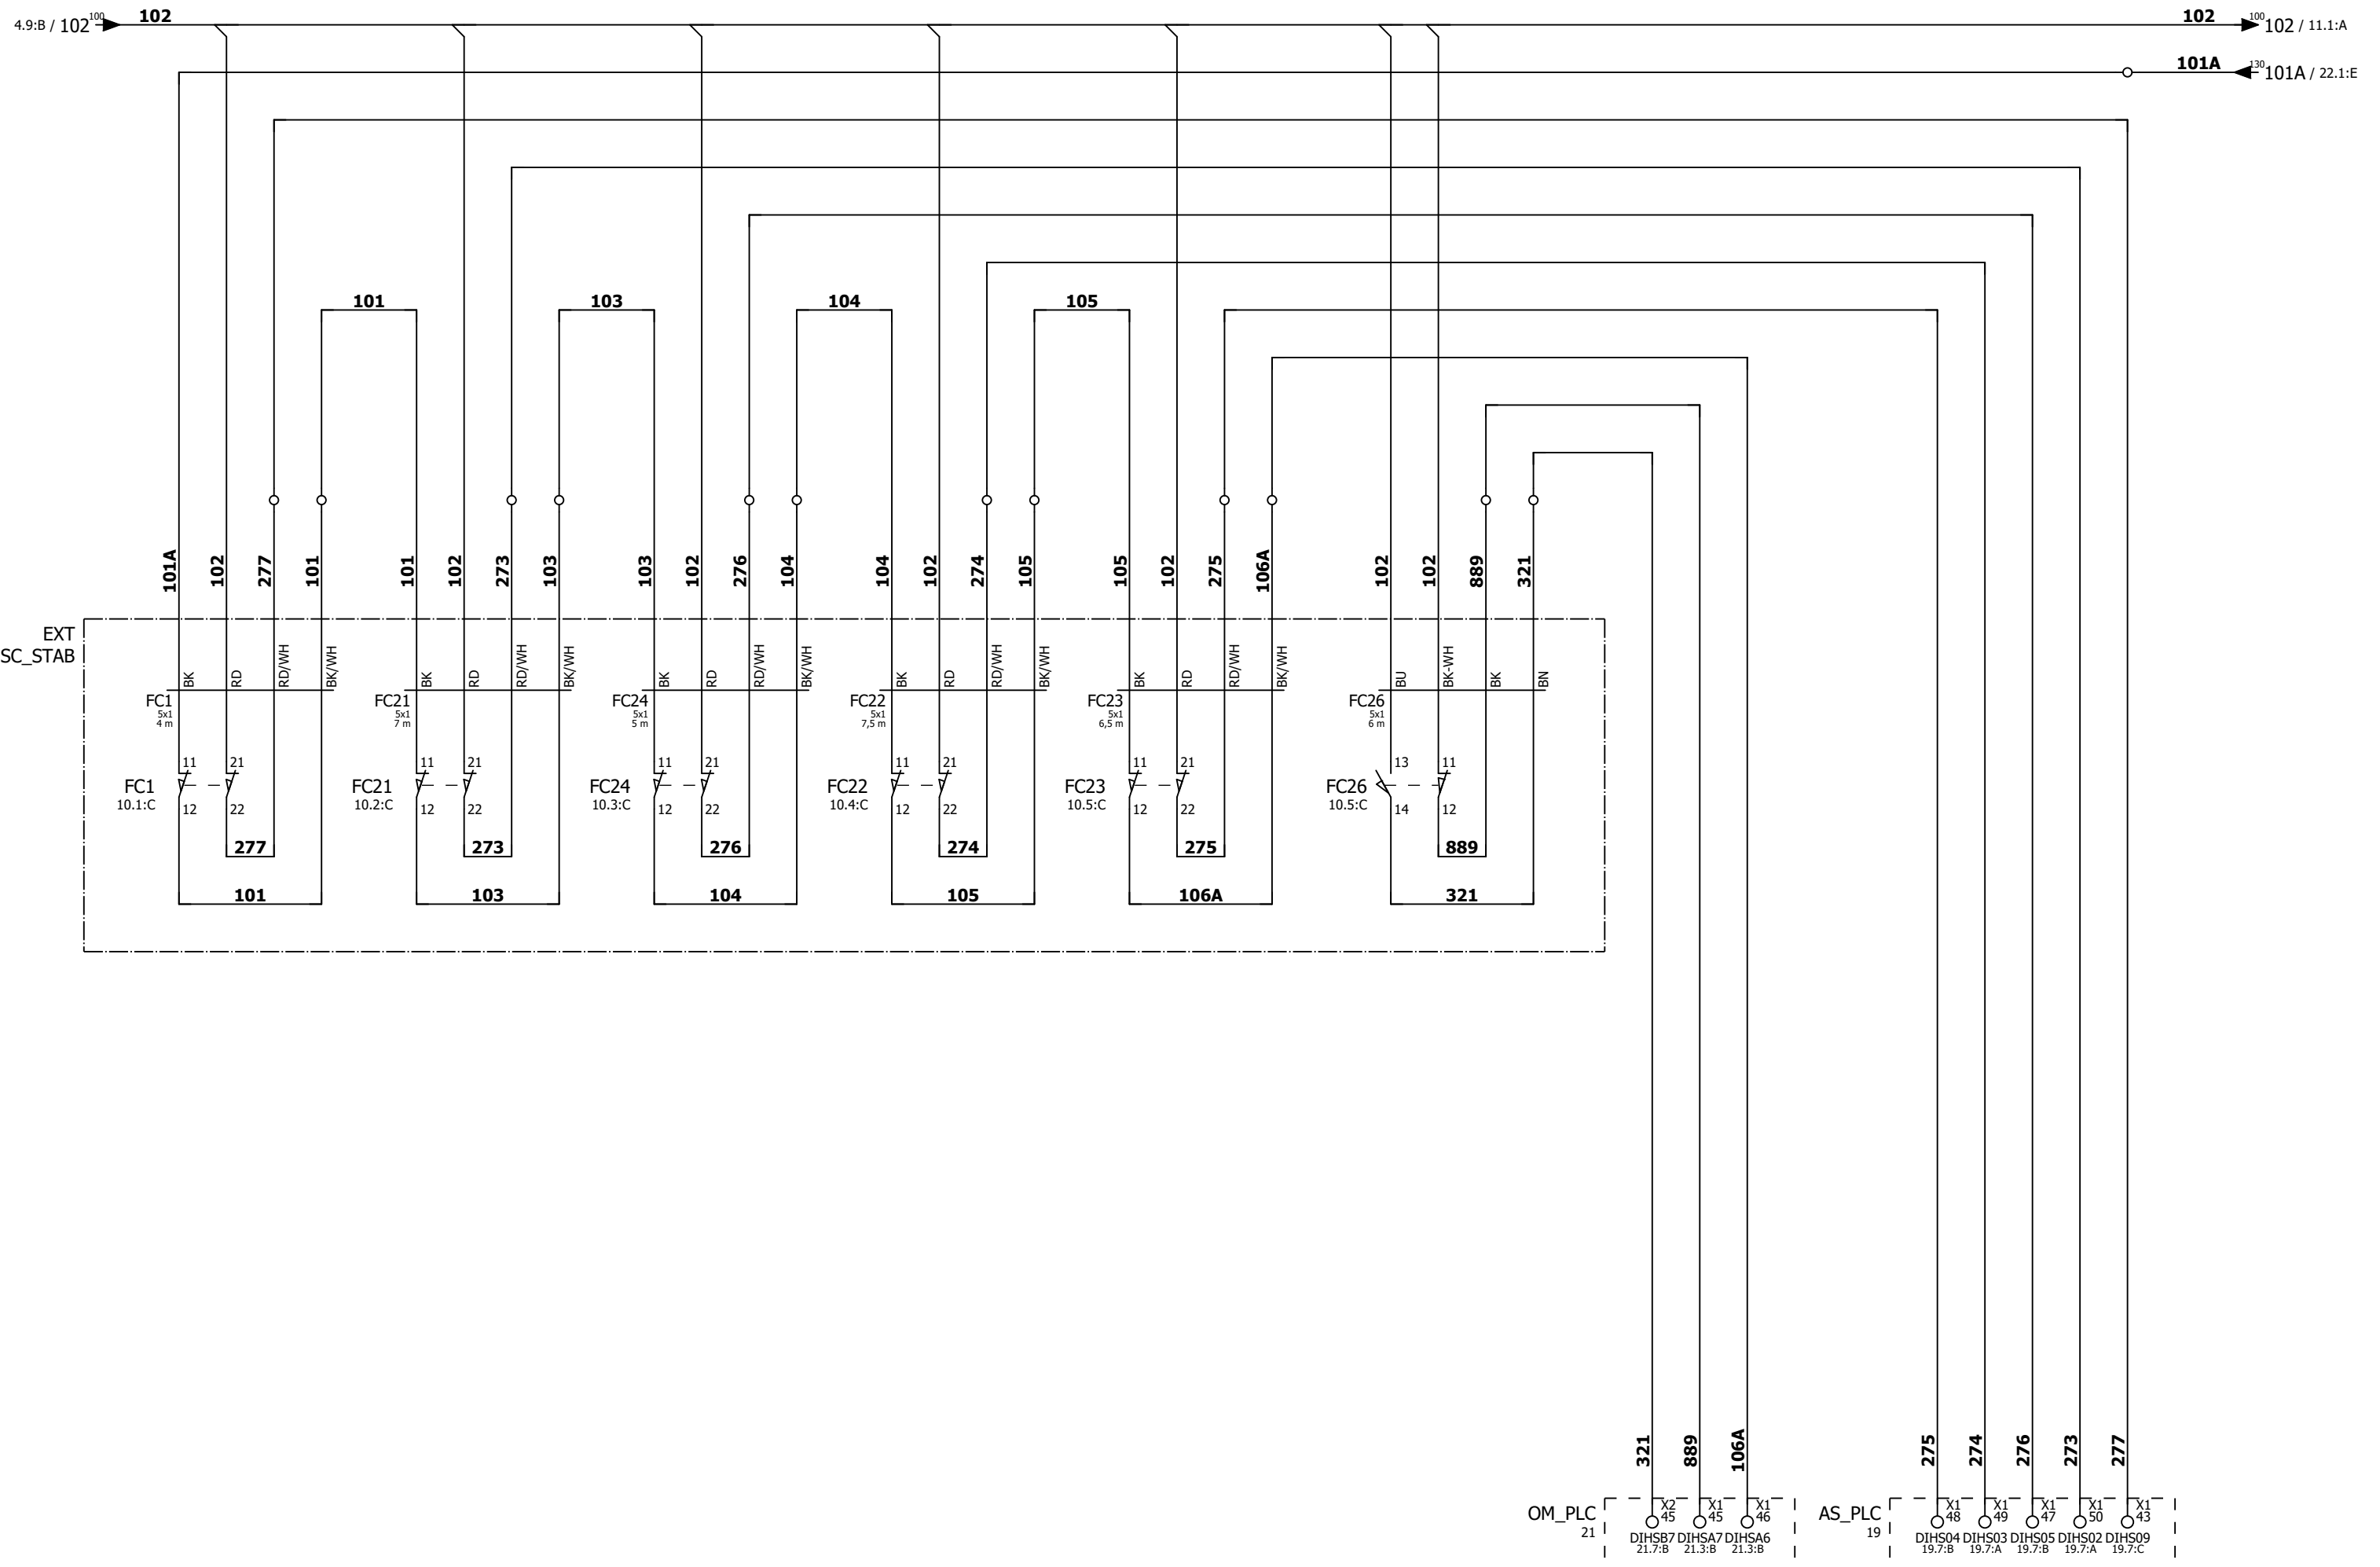 4.9:B / 102 100 102 102 100 102 / 11.1:A
101A 130 101A / 22.1:E
101 103 104 105
101A 102 277 101 101 102 273 103 103 102 276 104 104 102 274 105 105 102 275 106A 102 102 889 321
EXT
SC_STAB
BK RD RD/WH BK/WH BK RD RD/WH BK/WH BK RD RD/WH BK/WH BK RD RD/WH BK/WH BK RD RD/WH BK/WH BU BK-WH BK BN
FC1 FC21 FC24 FC22 FC23 FC26
5x1 5x1 5x1 5x1 5x1 5x1
4 m 7 m 5 m 7,5 m 6,5 m 6 m
11 21 11 21 11 21 11 21 11 21 13 11
FC1 FC21 FC24 FC22 FC23 FC26
10.1:C 10.2:C 10.3:C 10.4:C 10.5:C 10.5:C
12 22 12 22 12 22 12 22 12 22 14 12
277 273 276 274 275 889
101 103 104 105 106A 321
321 889 106A 275 274 276 273 277
OM_PLC X2 X1 X1 AS_PLC X1 X1 X1 X1 X1
21 45 45 46 19 48 49 47 50 43
DIHSB7 DIHSA7 DIHSA6 DIHS04 DIHS03 DIHS05 DIHS02 DIHS09
21.7:B 21.3:B 21.3:B 19.7:B 19.7:A 19.7:B 19.7:A 19.7:C